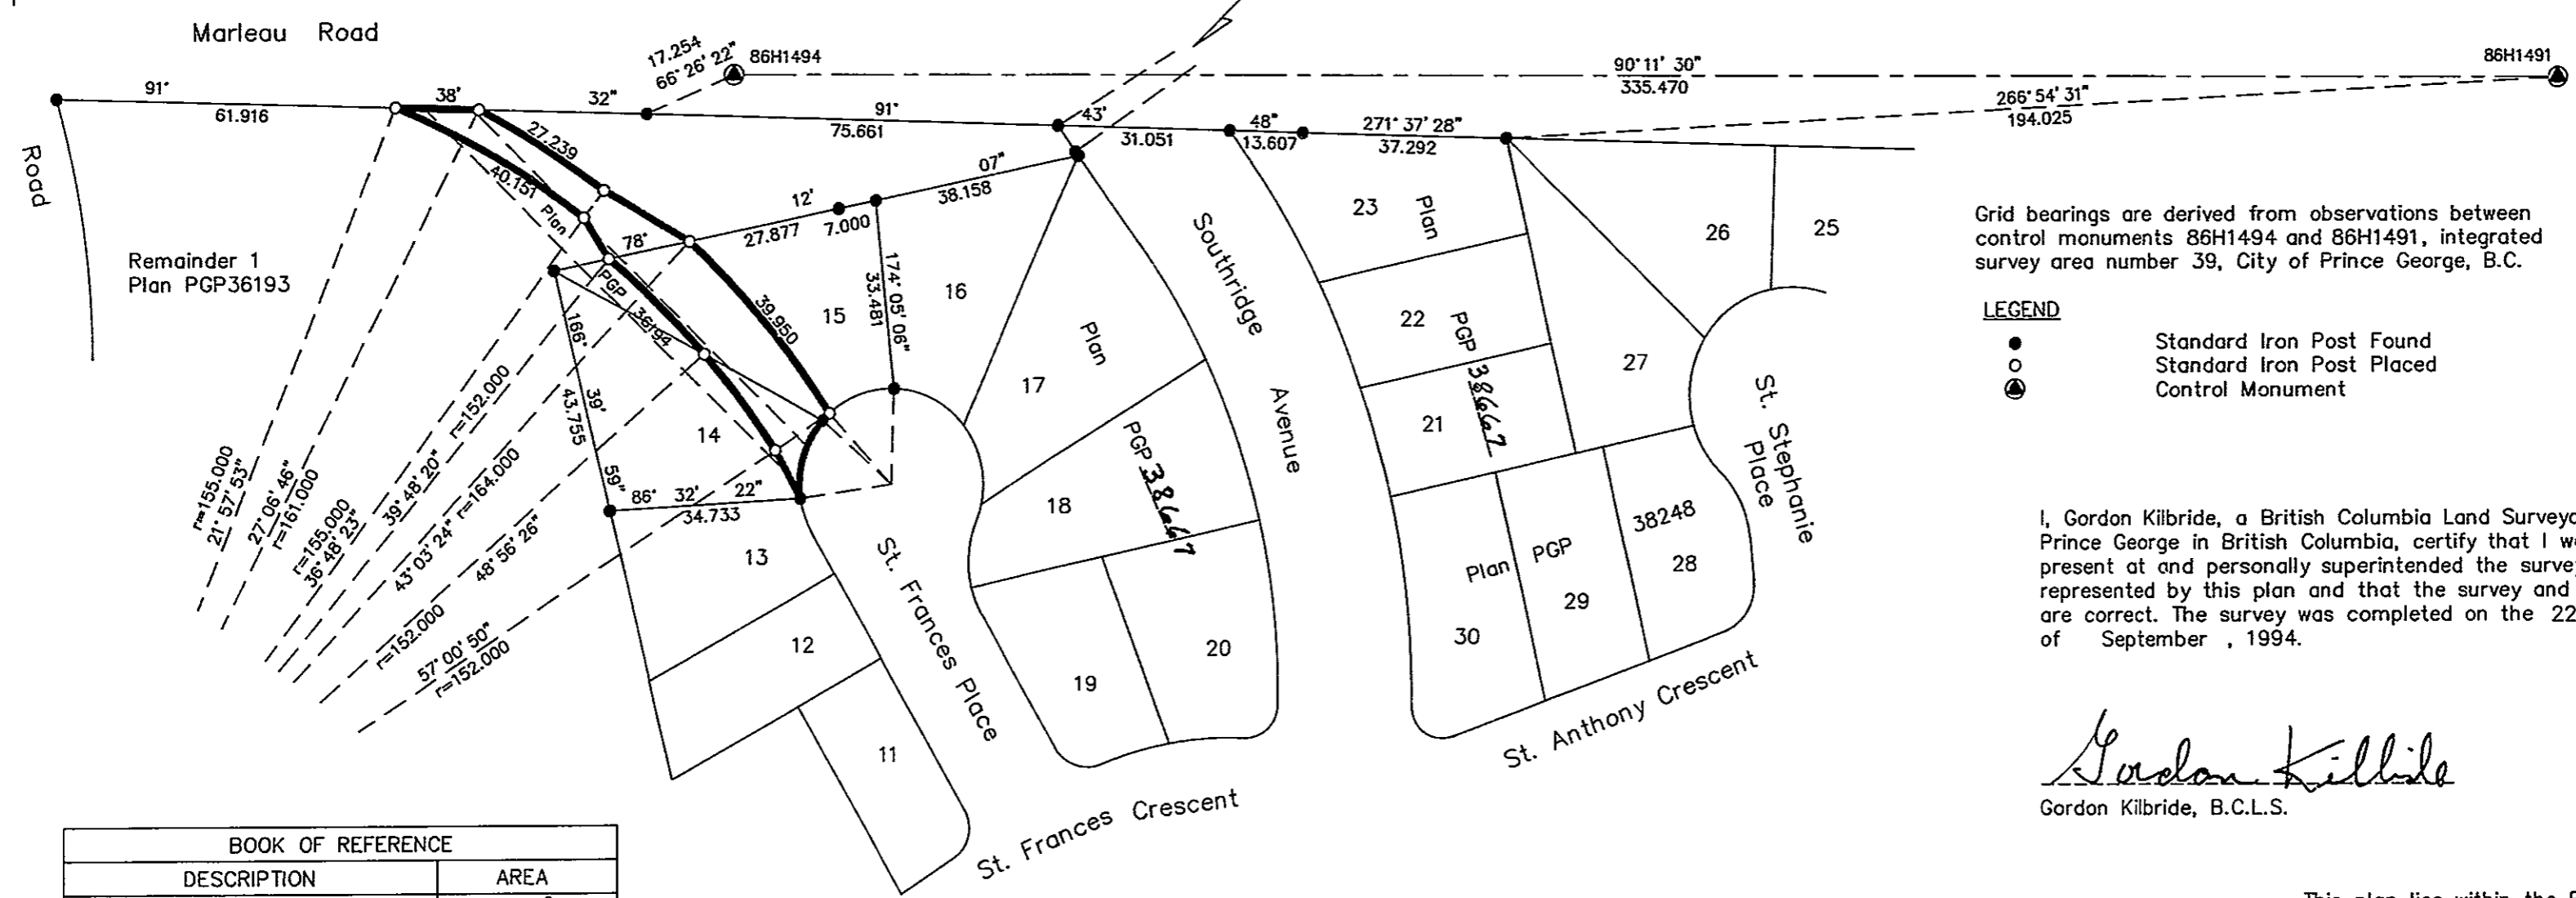 Marleau Road
17.254
66° 26' 22"
86H1494
90°11' 30"
335.470
86H1491
266° 54' 31"
194.025
91° 38' 32"
61.916
91° 43' 48"
75.661
31.051
13.607
271° 37' 28"
37.292
Road
27.239
40.151
Plan PGP 36194
78° 12' 07"
27.877
7.000
38.158
Remainder 1
Plan PGP36193
174° 05' 06"
33.481
39.950
15
16
14
166° 39' 59"
43.755
86° 32' 22"
34.733
r=155.000
21° 57' 53"
27° 06' 46"
r=161.000
r=155.000
36° 48' 23"
39° 48' 20"
r=152.000
43° 03' 24"
r=164.000
48° 56' 26"
r=152.000
57° 00' 50"
r=152.000
13
12
11
St. Frances Place
17
18
19
20
Plan PGP 38667
Southridge Avenue
23
22
21
Plan PGP 38667
26
25
27
28
29
30
Plan PGP 38248
St. Stephanie Place
St. Anthony Crescent
St. Frances Crescent
Grid bearings are derived from observations between
control monuments 86H1494 and 86H1491, integrated
survey area number 39, City of Prince George, B.C.
LEGEND
Standard Iron Post Found
Standard Iron Post Placed
Control Monument
I, Gordon Kilbride, a British Columbia Land Surveyo
Prince George in British Columbia, certify that I w
present at and personally superintended the surve
represented by this plan and that the survey and
are correct. The survey was completed on the 22
of September , 1994.
Gordon Kilbride
Gordon Kilbride, B.C.L.S.
BOOK OF REFERENCE
DESCRIPTION AREA
This plan lies within the